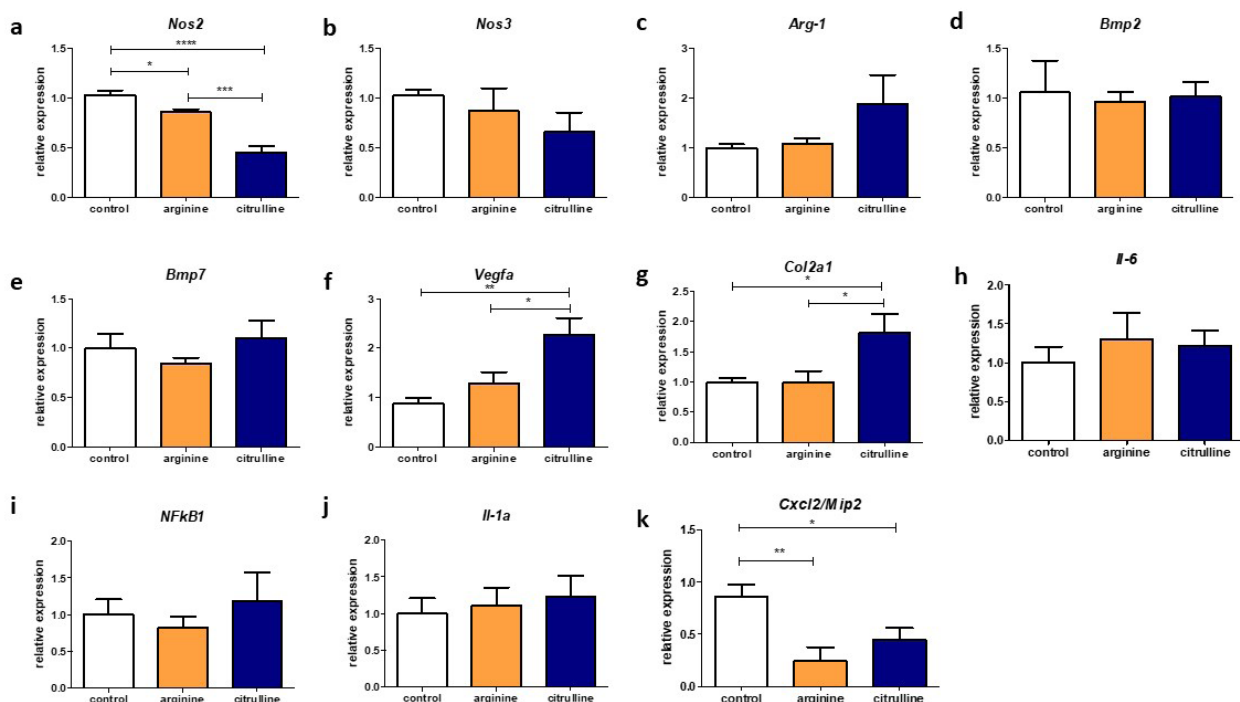 a
Nos2
****
*
***
relative expression
1.5
1.0
0.5
0.0
control arginine citrulline
b
Nos3
relative expression
1.5
1.0
0.5
0.0
control arginine citrulline
c
Arg-1
relative expression
3
2
1
0
control arginine citrulline
d
Bmp2
relative expression
1.5
1.0
0.5
0.0
control arginine citrulline
e
Bmp7
relative expression
1.5
1.0
0.5
0.0
control arginine citrulline
f
Vegfa
**
*
relative expression
3
2
1
0
control arginine citrulline
g
Col2a1
*
*
relative expression
2.5
2.0
1.5
1.0
0.5
0.0
control arginine citrulline
h
Il-6
relative expression
2.0
1.5
1.0
0.5
0.0
control arginine citrulline
i
NFkB1
relative expression
2.0
1.5
1.0
0.5
0.0
control arginine citrulline
j
Il-1a
relative expression
2.0
1.5
1.0
0.5
0.0
control arginine citrulline
k
Cxcl2/Mip2
*
**
relative expression
1.5
1.0
0.5
0.0
control arginine citrulline